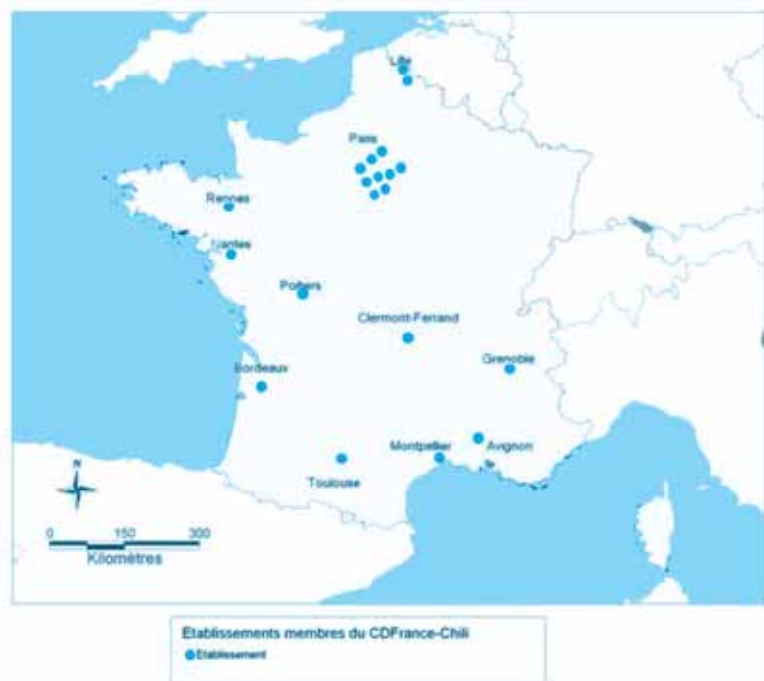 Lille
Paris
Rennes
Nantes
Poitiers
Clermont-Ferrand
Bordeaux
Grenoble
Montpellier
Avignon
Toulouse
N
0 150 300
Kilomètres
Etablissements membres du CDFrance-Chili
Etablissement